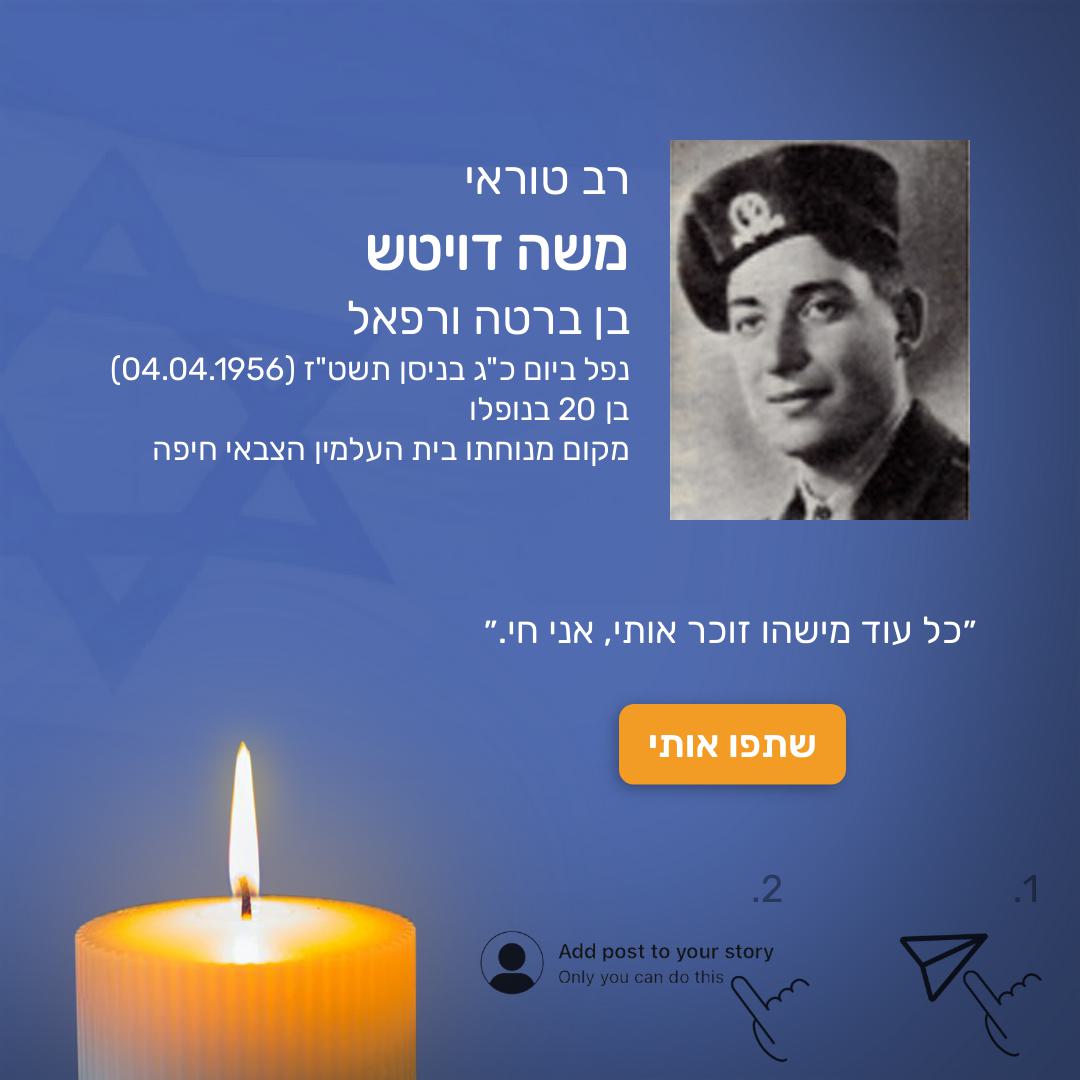 רב טוראי
משה דויטש
בן ברטה ורפאל
נפל ביום כ"ג בניסן תשט"ז (04.04.1956)
בן 20 בנופלו
מקום מנוחתו בית העלמין הצבאי חיפה
״כל עוד מישהו זוכר אותי, אני חי.״
שתפו אותי
.1
.2
Add post to your story
Only you can do this